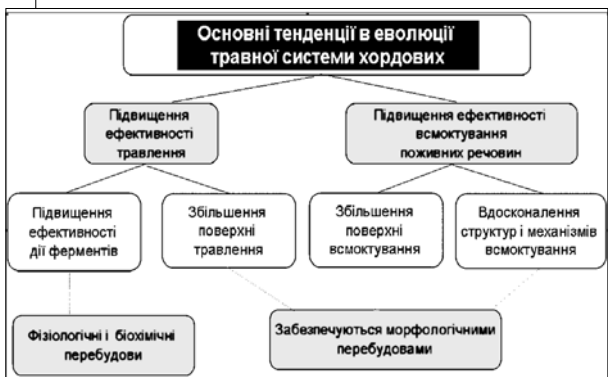 Основні тенденції в еволюції
травної системи хордових
Підвищення
ефективності
травлення
Підвищення ефективності
всмоктування
поживних речовин
Підвищення
ефективності
дії ферментів
Збільшення
поверхні
травлення
Збільшення
поверхні
всмоктування
Вдосконалення
структур і механізмів
всмоктування
Фізіологічні і біохімічні
перебудови
Забезпечуються морфологічними
перебудовами